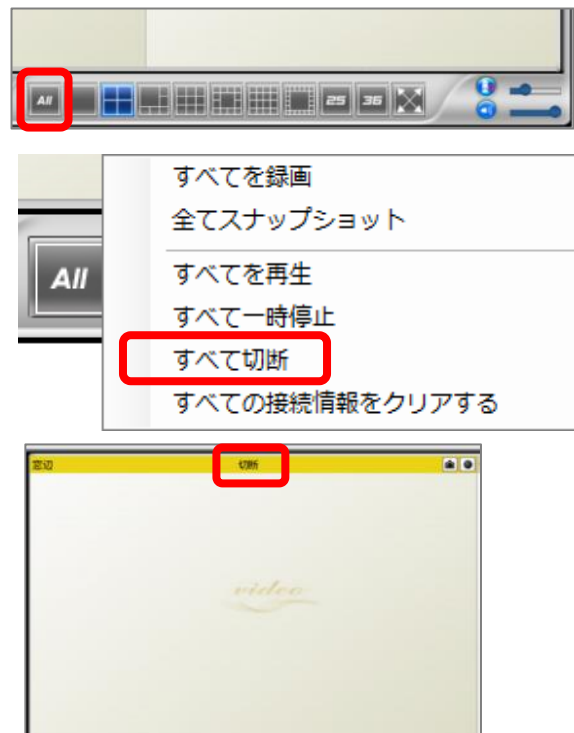 All
25 36
すべてを録画
全てスナップショット
All
すべてを再生
すべて一時停止
すべて切断
すべての接続情報をクリアする
窓辺 切断
video